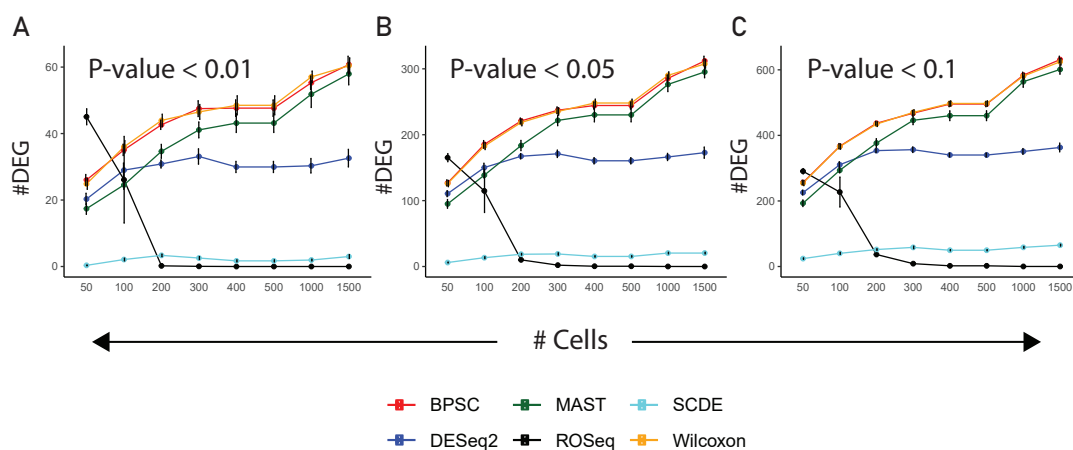 A
P-value < 0.01
#DEG
60
40
20
0
50 100 200 300 400 500 1000 1500
B
P-value < 0.05
#DEG
300
200
100
0
50 100 200 300 400 500 1000 1500
C
P-value < 0.1
#DEG
600
400
200
0
50 100 200 300 400 500 1000 1500
# Cells
BPSC MAST SCDE
DESeq2 ROSeq Wilcoxon